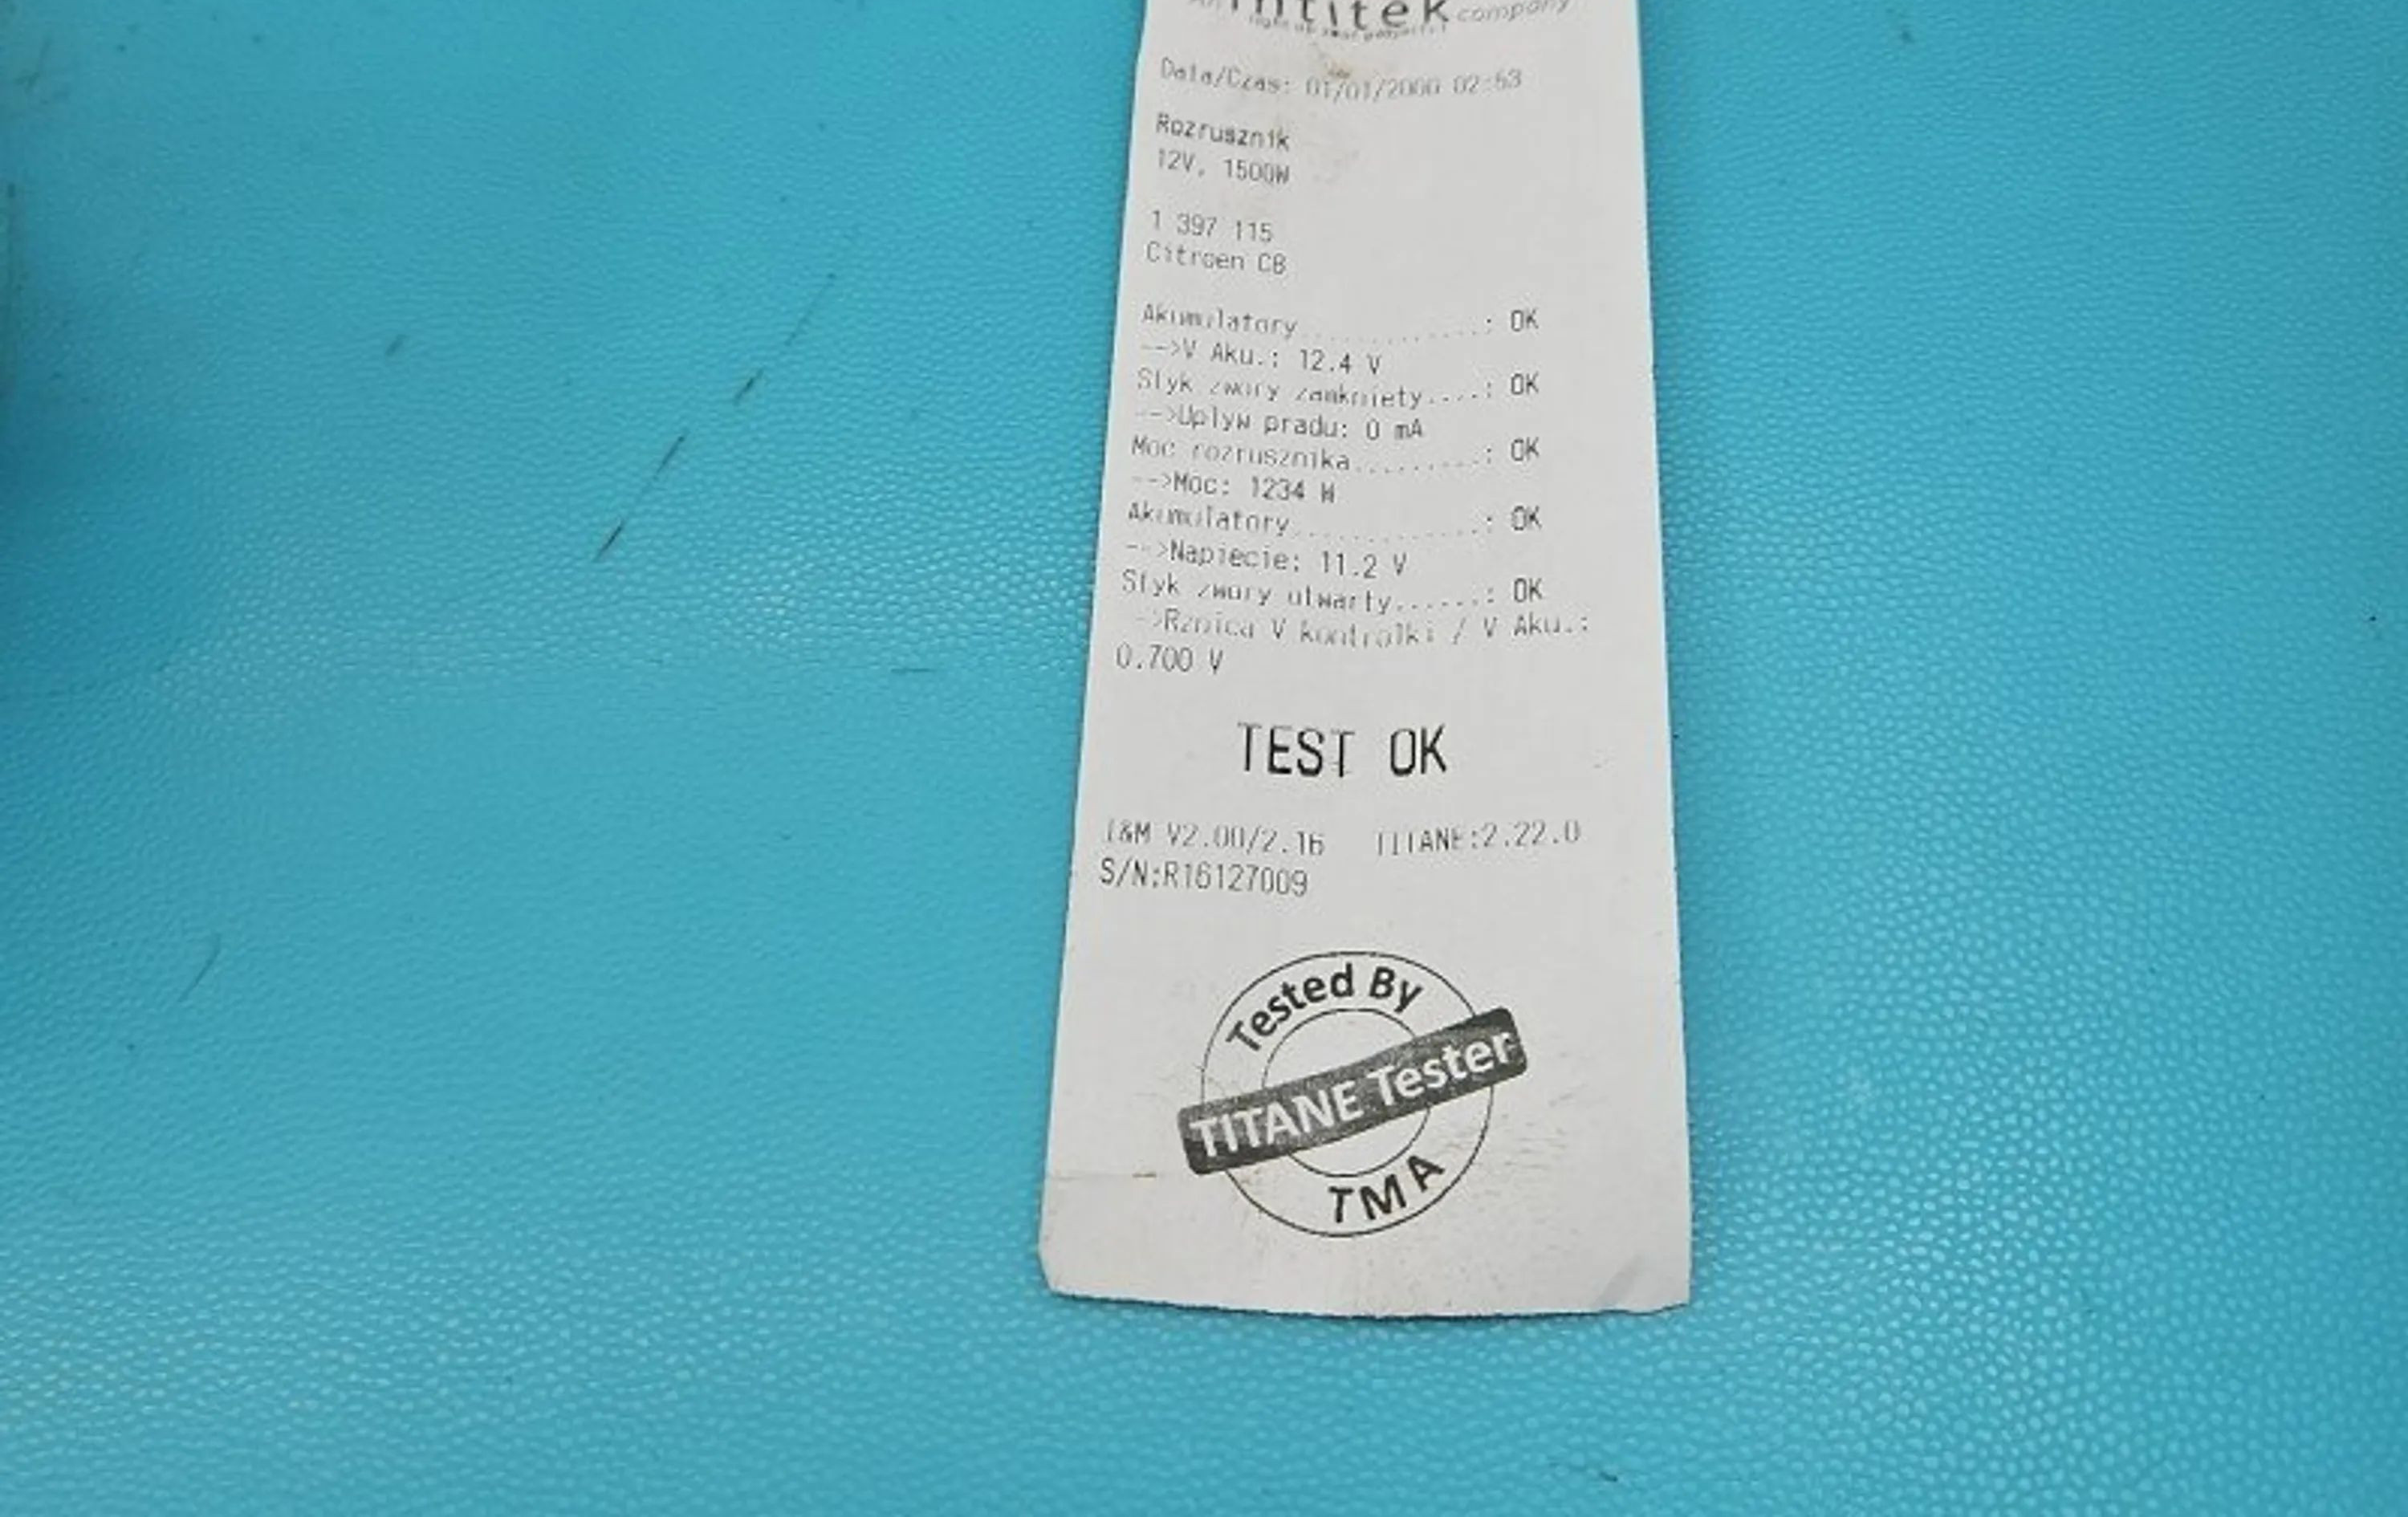 intitek company
Data/Czas: 01/01/2000 02:53
Rozrusznik
12V, 1500W
1 397 115
Citroen C8
Akumulatory..............: OK
-->V Aku.: 12.4 V
Styk zwory zamkniety....: OK
-->Uplyw pradu: 0 mA
Moc rozrusznika.........: OK
-->Moc: 1234 W
Akumulatory..............: OK
-->Napiecie: 11.2 V
Styk zwory otwarty......: OK
-->Rznica V kontrolki / V Aku.:
0.700 V
TEST OK
I&M V2.00/2.16 TITANE:2.22.0
S/N:R16127009
Tested By
TITANE Tester
TMA